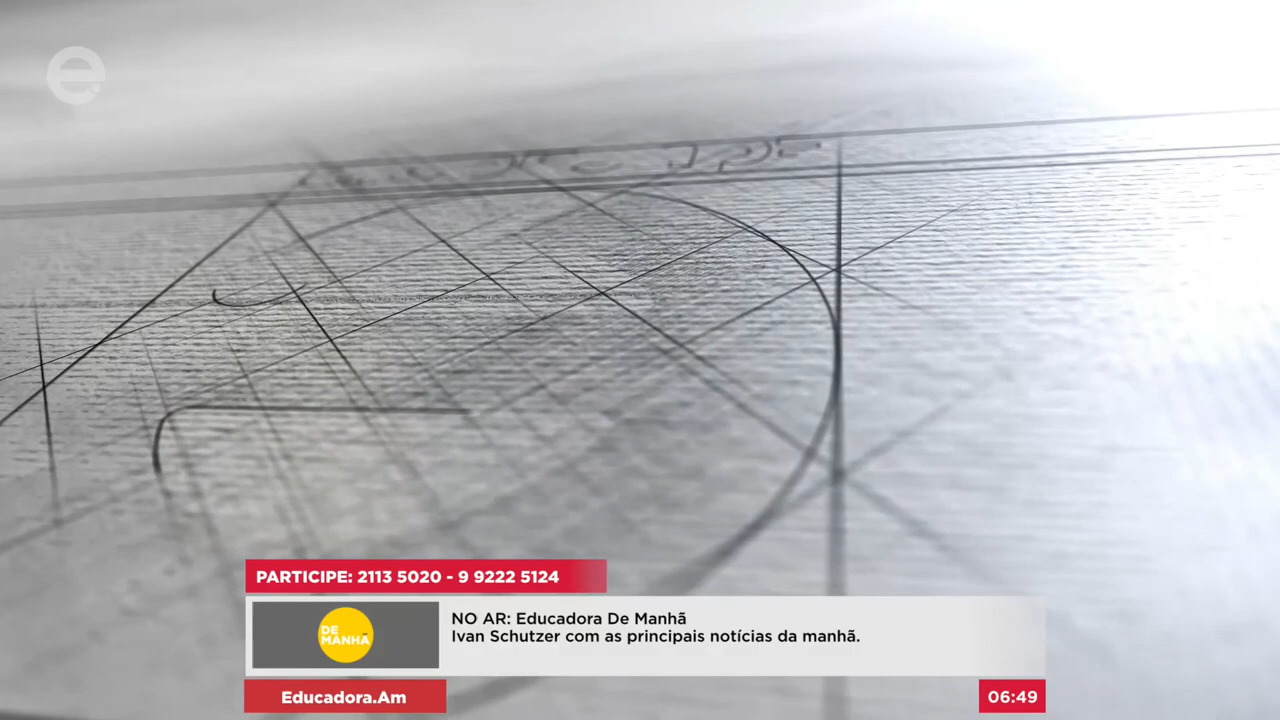 e.
PARTICIPE: 2113 5020 - 9 9222 5124
DE
MANHÃ
NO AR: Educadora De Manhã
Ivan Schutzer com as principais notícias da manhã.
Educadora.Am
06:49